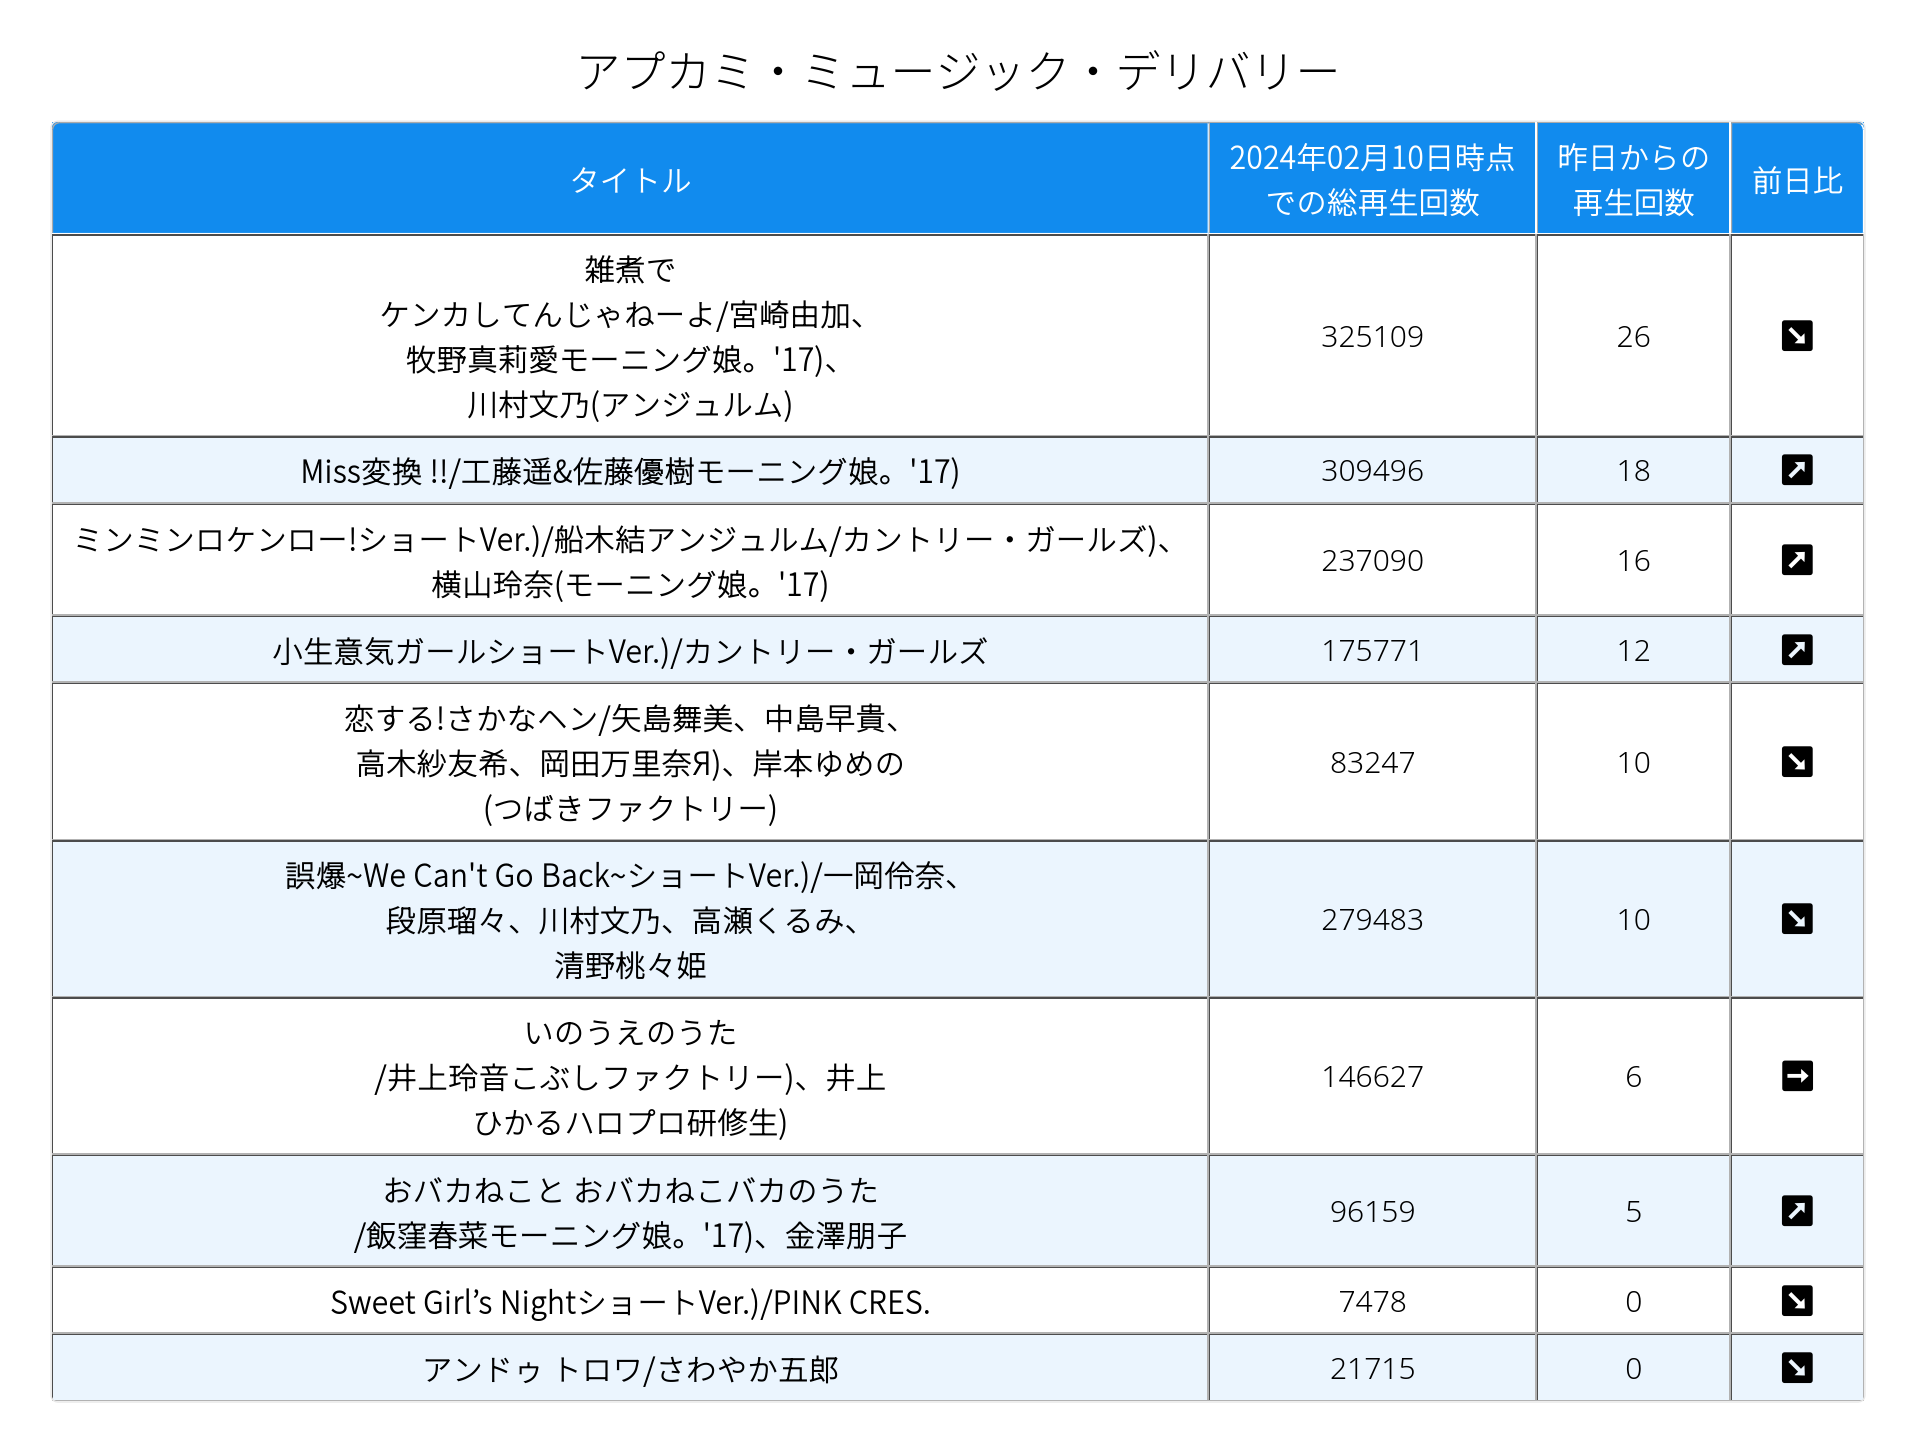 アプカミ・ミュージック・デリバリー
タイトル
2024年02月10日時点
での総再生回数
昨日からの
再生回数
前日比
雑煮で
ケンカしてんじゃねーよ/宮崎由加、
牧野真莉愛モーニング娘。'17)、
川村文乃(アンジュルム)
325109
26
Miss変換 !!/工藤遥&佐藤優樹モーニング娘。'17)
309496
18
ミンミンロケンロー!ショートVer.)/船木結アンジュルム/カントリー・ガールズ)、
横山玲奈(モーニング娘。'17)
237090
16
小生意気ガールショートVer.)/カントリー・ガールズ
175771
12
恋する!さかなヘン/矢島舞美、中島早貴、
高木紗友希、岡田万里奈Я)、岸本ゆめの
(つばきファクトリー)
83247
10
誤爆~We Can't Go Back~ショートVer.)/一岡伶奈、
段原瑠々、川村文乃、高瀬くるみ、
清野桃々姫
279483
10
いのうえのうた
/井上玲音こぶしファクトリー)、井上
ひかるハロプロ研修生)
146627
6
おバカねこと おバカねこバカのうた
/飯窪春菜モーニング娘。'17)、金澤朋子
96159
5
Sweet Girl’s NightショートVer.)/PINK CRES.
7478
0
アンドゥ トロワ/さわやか五郎
21715
0